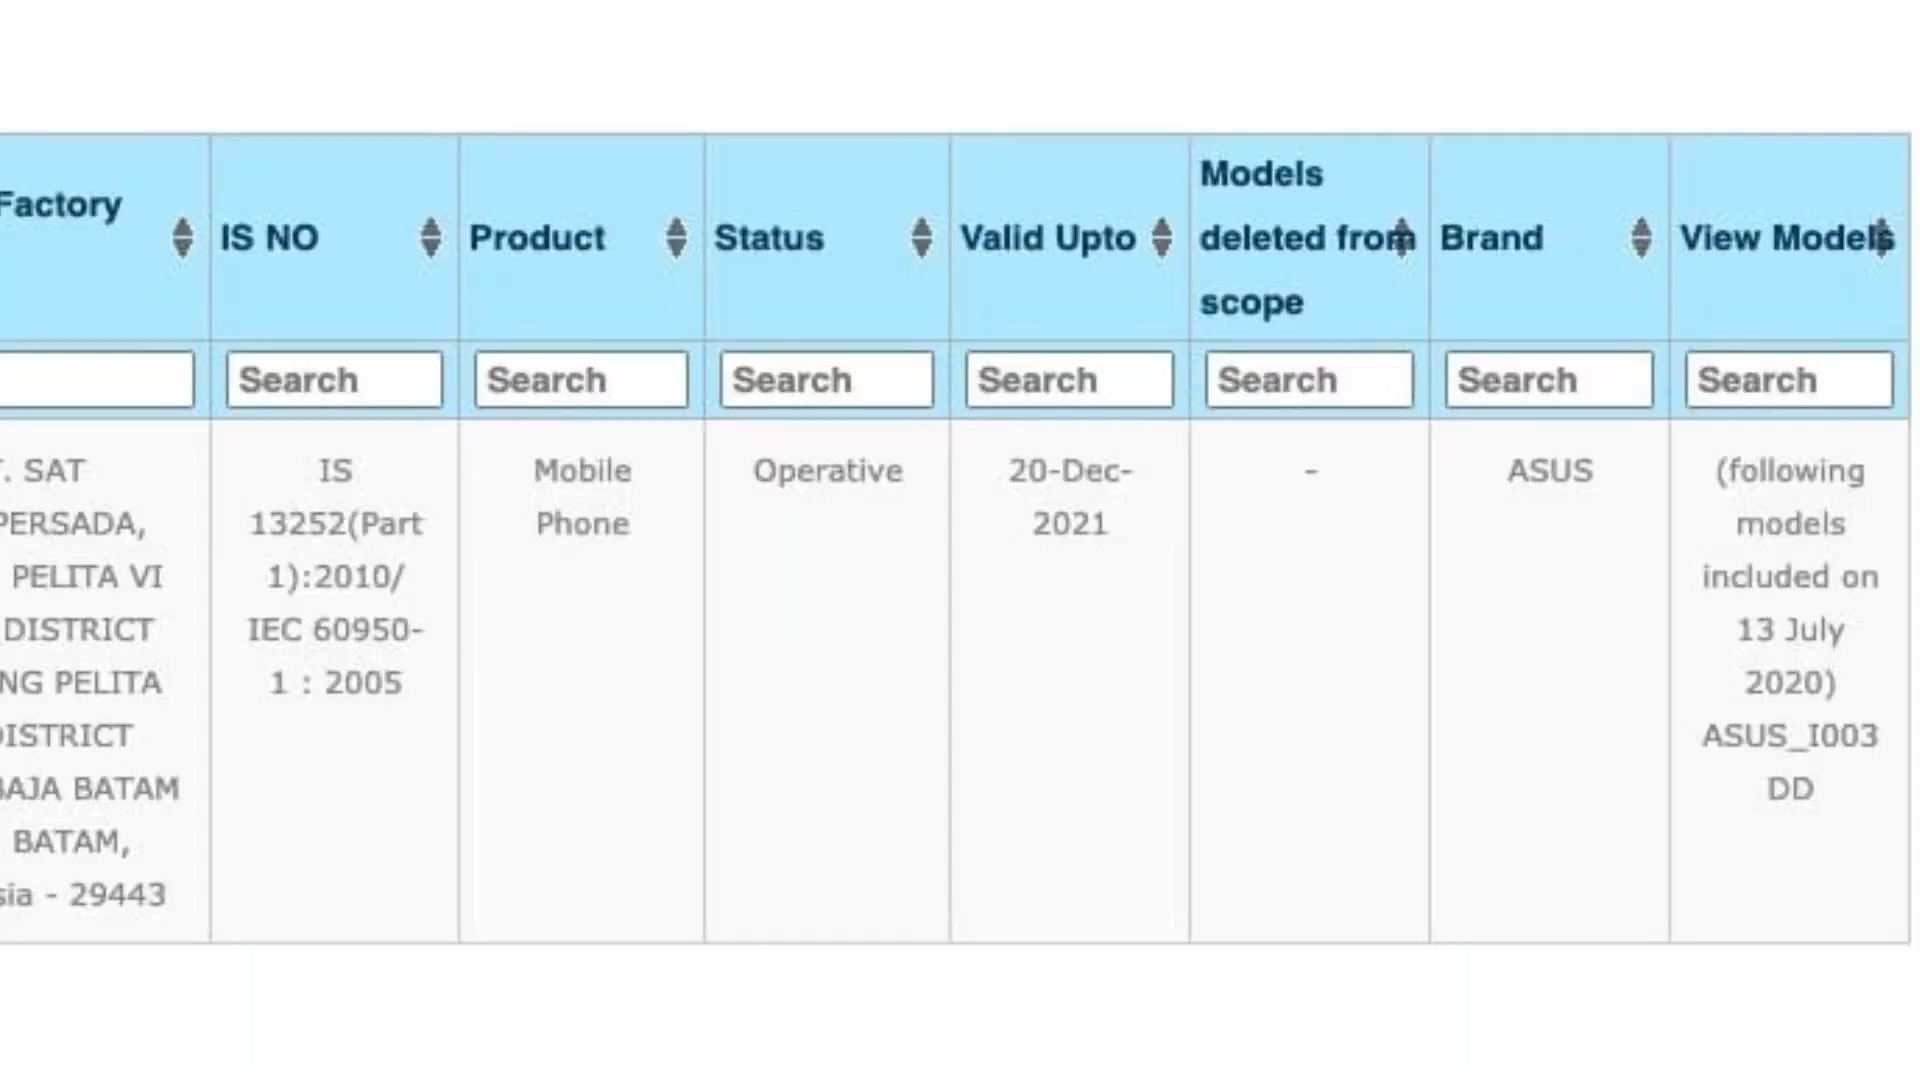 Factory
IS NO
Product
Status
Valid Upto
Models
deleted from
scope
Brand
View Models
Search
Search
Search
Search
Search
Search
Search
. SAT
PERSADA,
PELITA VI
DISTRICT
NG PELITA
DISTRICT
BAJA BATAM
BATAM,
sia - 29443
IS
13252(Part
1):2010/
IEC 60950-
1 : 2005
Mobile
Phone
Operative
20-Dec-
2021
-
ASUS
(following
models
included on
13 July
2020)
ASUS_I003
DD